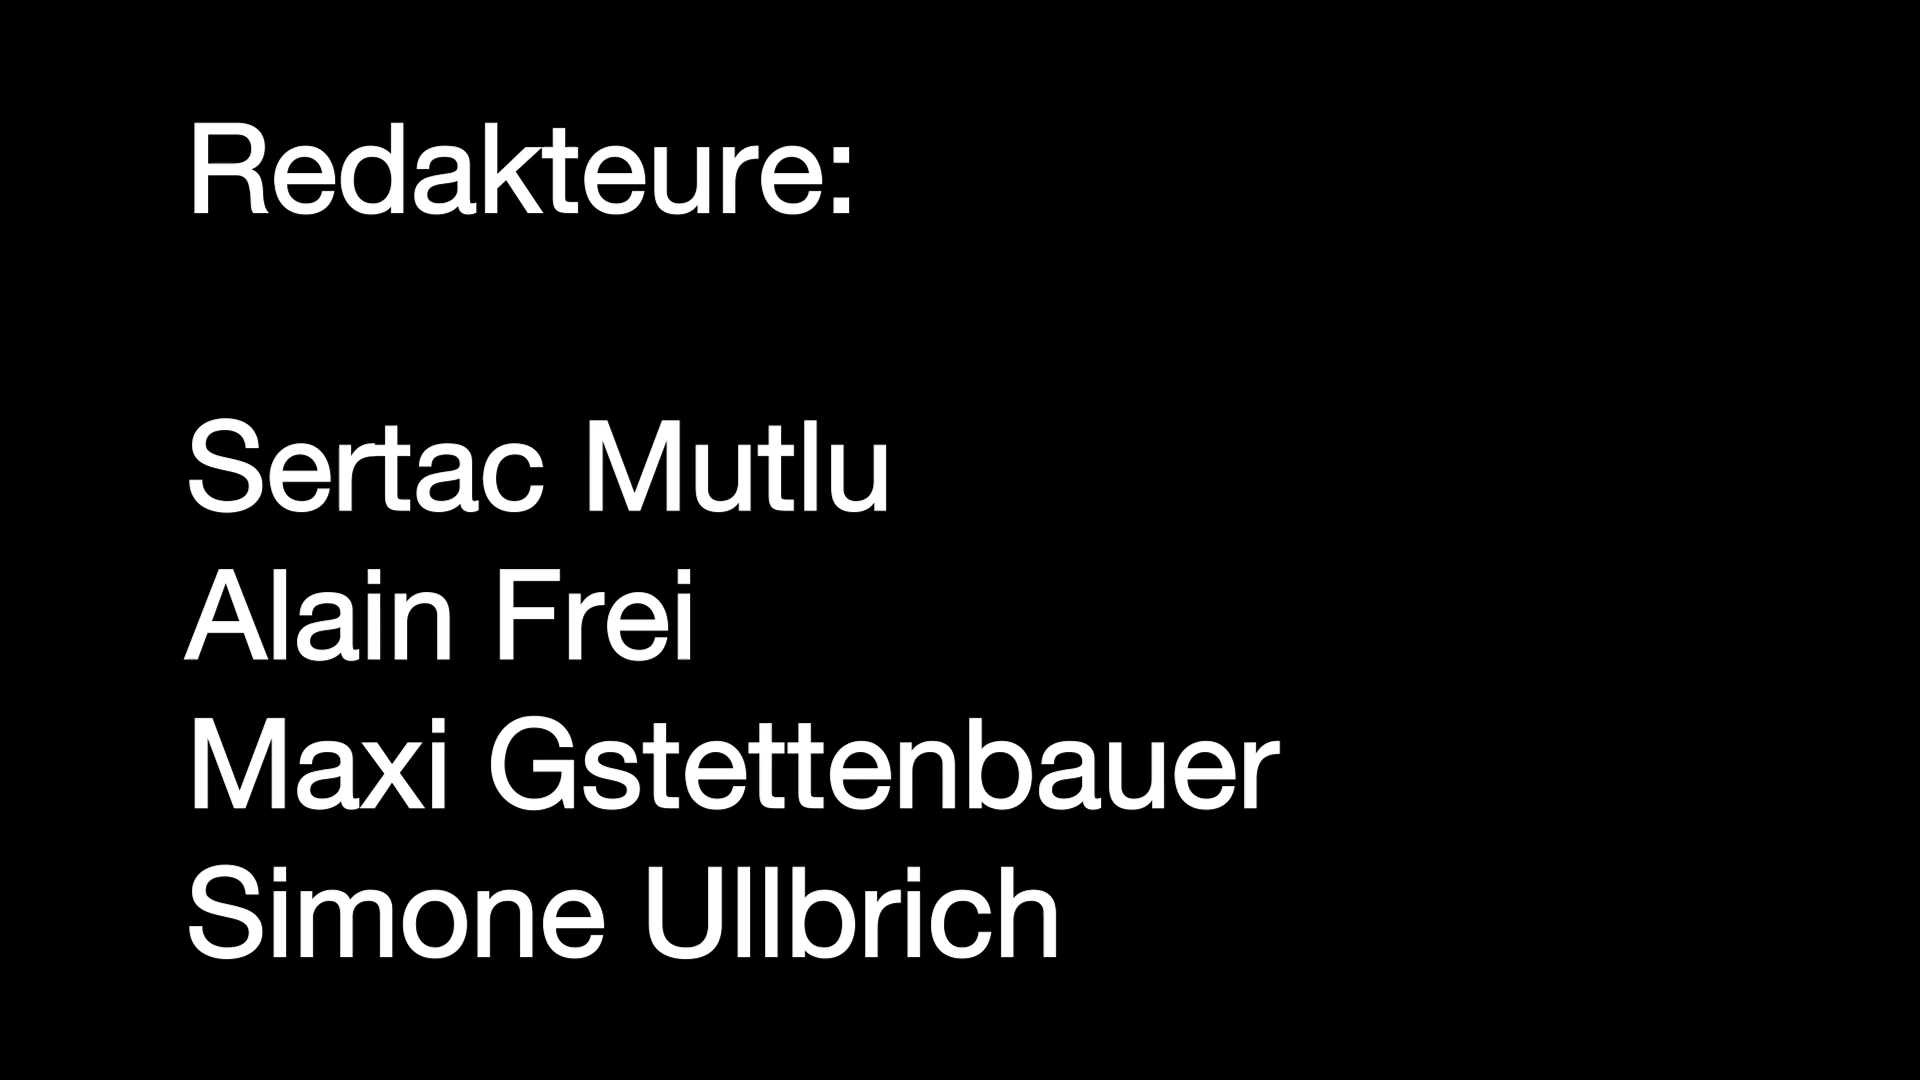 Redakteure:
Sertac Mutlu
Alain Frei
Maxi Gstettenbauer
Simone Ullbrich